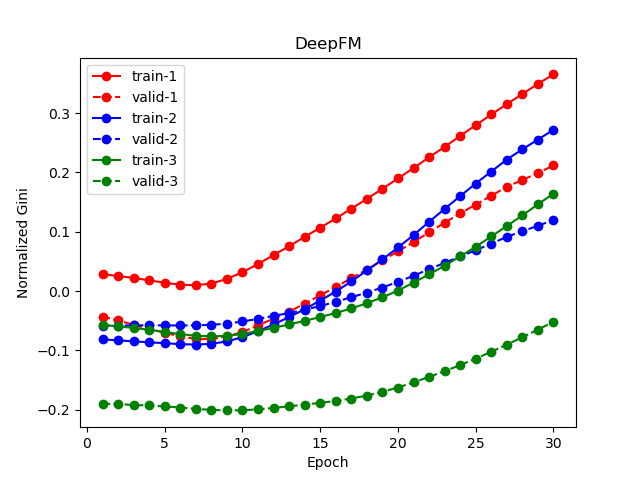 DeepFM
train-1
valid-1
train-2
valid-2
train-3
valid-3
Normalized Gini
0.3
0.2
0.1
0.0
−0.1
−0.2
0 5 10 15 20 25 30
Epoch